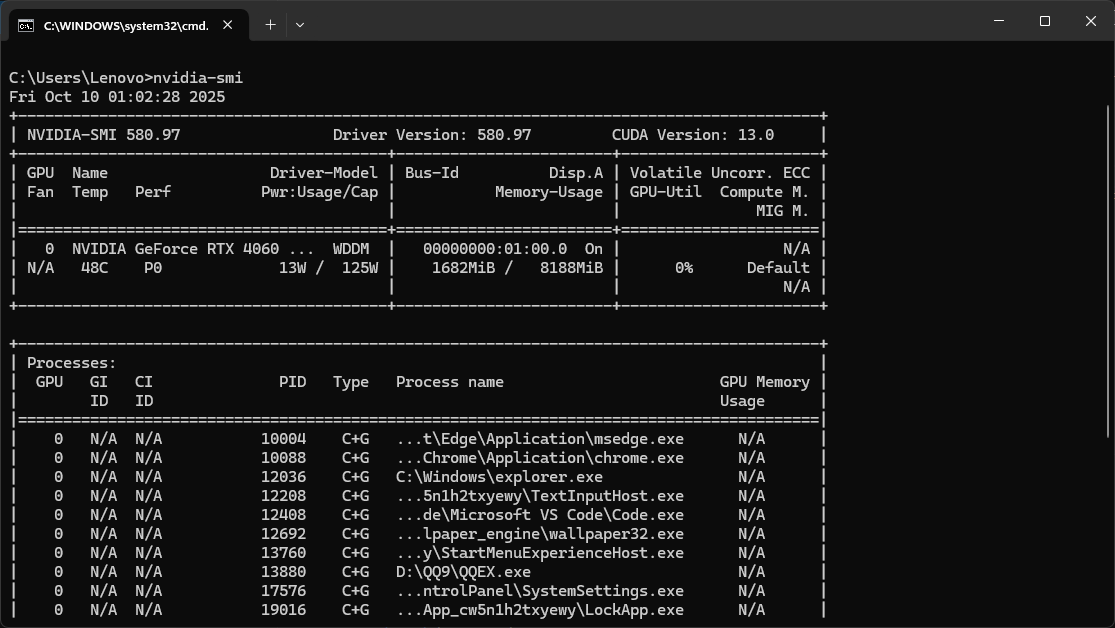 C:\WINDOWS\system32\cmd.
C:\Users\Lenovo>nvidia-smi
Fri Oct 10 01:02:28 2025
NVIDIA-SMI 580.97 Driver Version: 580.97 CUDA Version: 13.0
GPU Name Driver-Model | Bus-Id Disp.A | Volatile Uncorr. ECC
Fan Temp Perf Pwr:Usage/Cap | Memory-Usage | GPU-Util Compute M.
MIG M.
0 NVIDIA GeForce RTX 4060 ... WDDM | 00000000:01:00.0 On | N/A
N/A 48C P0 13W / 125W | 1682MiB / 8188MiB | 0% Default
N/A
Processes:
GPU GI CI PID Type Process name GPU Memory
ID ID Usage
0 N/A N/A 10004 C+G ...t\Edge\Application\msedge.exe N/A
0 N/A N/A 10088 C+G ...Chrome\Application\chrome.exe N/A
0 N/A N/A 12036 C+G C:\Windows\explorer.exe N/A
0 N/A N/A 12208 C+G ...5n1h2txyewy\TextInputHost.exe N/A
0 N/A N/A 12408 C+G ...de\Microsoft VS Code\Code.exe N/A
0 N/A N/A 12692 C+G ...lpaper_engine\wallpaper32.exe N/A
0 N/A N/A 13760 C+G ...y\StartMenuExperienceHost.exe N/A
0 N/A N/A 13880 C+G D:\QQ9\QQEX.exe N/A
0 N/A N/A 17576 C+G ...ntrolPanel\SystemSettings.exe N/A
0 N/A N/A 19016 C+G ...App_cw5n1h2txyewy\LockApp.exe N/A